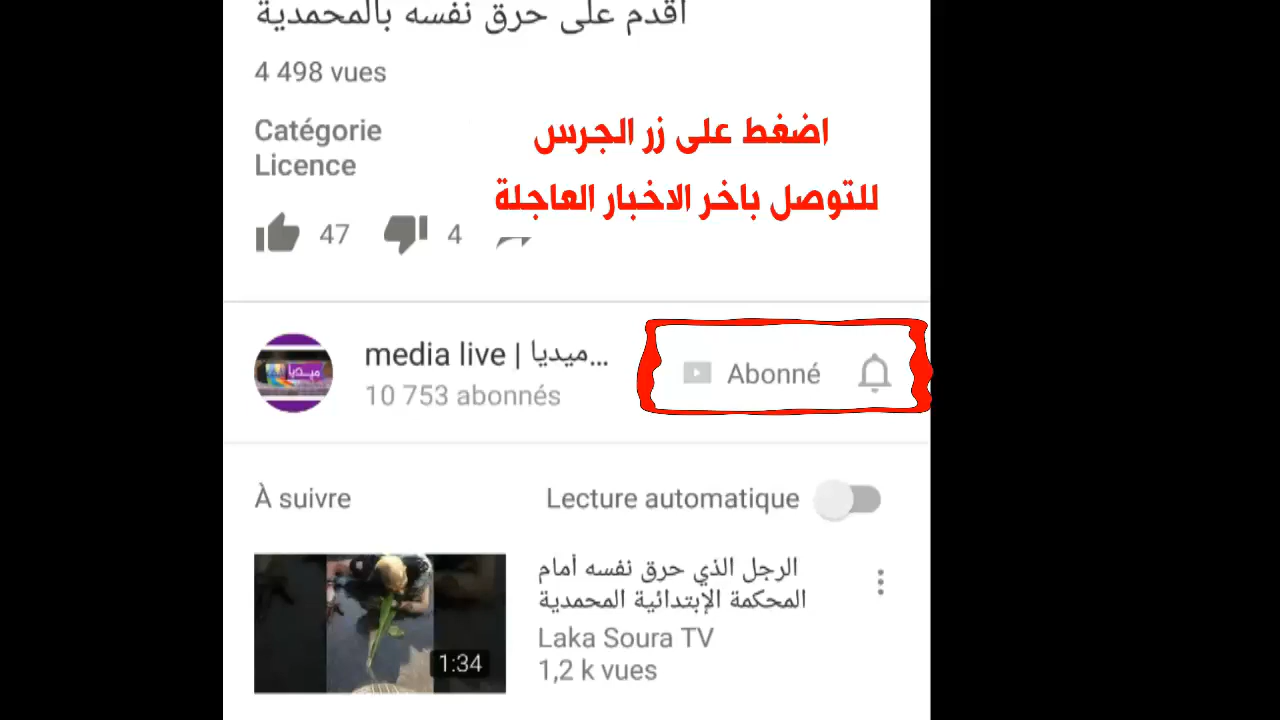 أقدم على حرق نفسه بالمحمدية
4 498 vues
Catégorie
Licence
اضغط على زر الجرس
للتوصل باخر الاخبار العاجلة
47
4
media live | ميديا...
10 753 abonnés
Abonné
ميديا
À suivre
Lecture automatique
الرجل الذي حرق نفسه أمام
المحكمة الإبتدائية المحمدية
Laka Soura TV
1,2 k vues
1:34